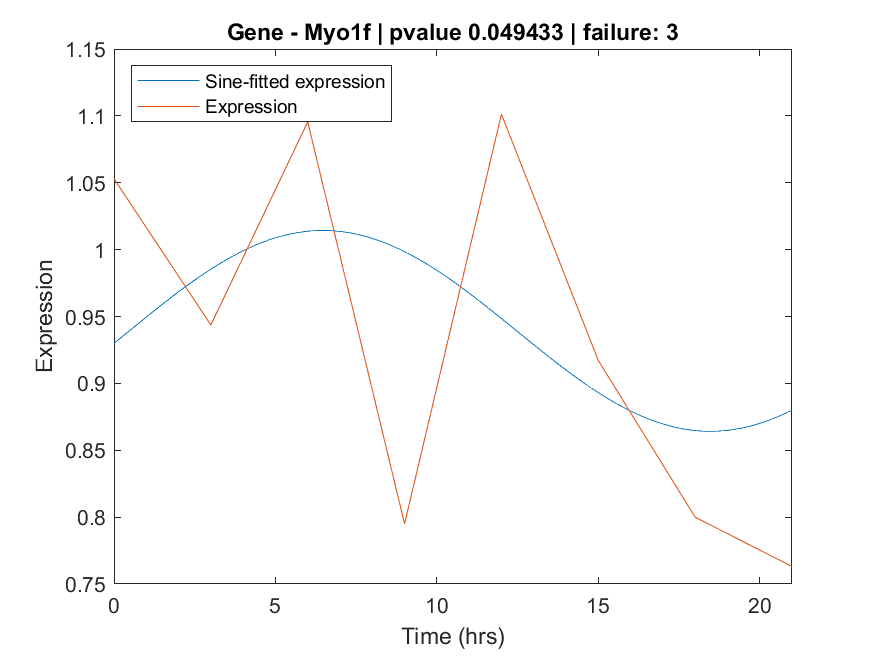 Gene - Myo1f | pvalue 0.049433 | failure: 3
1.15
1.1
1.05
1
0.95
0.9
0.85
0.8
0.75
Expression
Sine-fitted expression
Expression
0
5
10
15
20
Time (hrs)